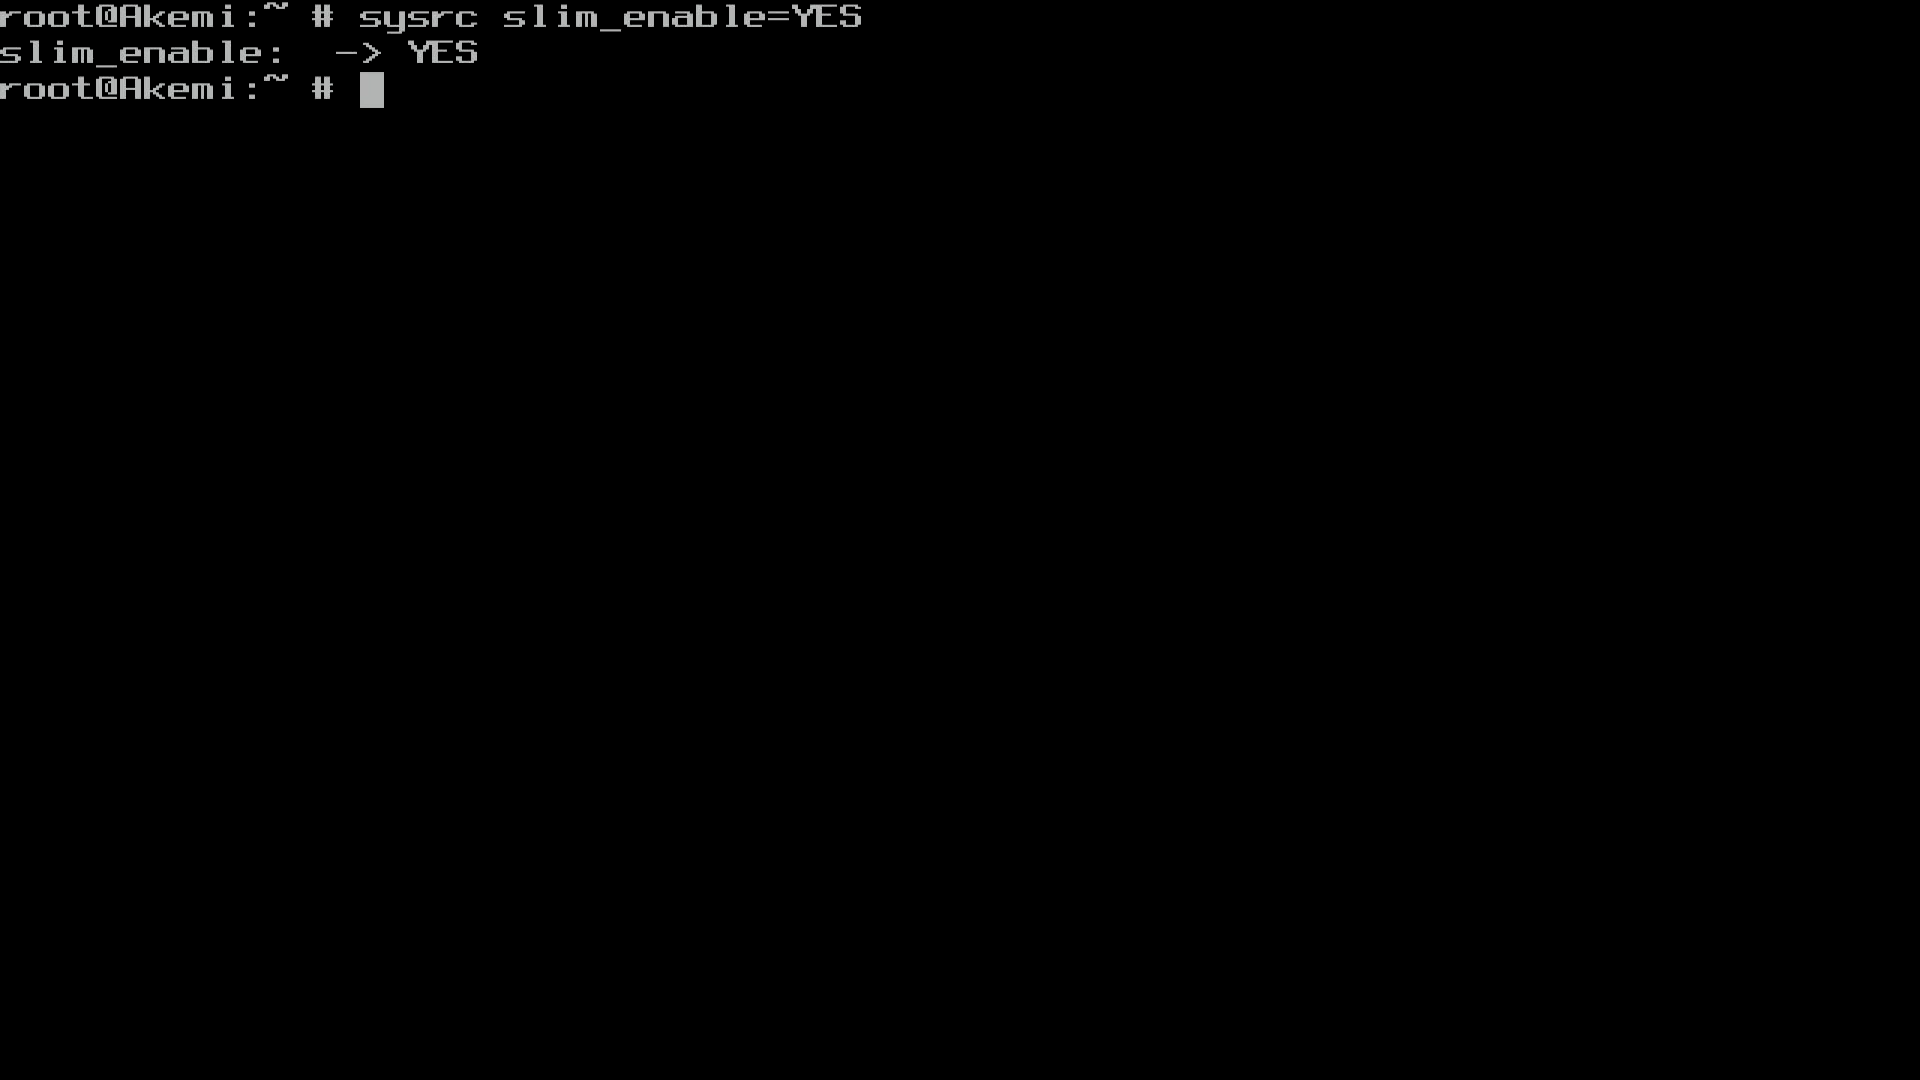 root@Akemi:~ # sysrc slim_enable=YES
slim_enable:  -> YES
root@Akemi:~ #